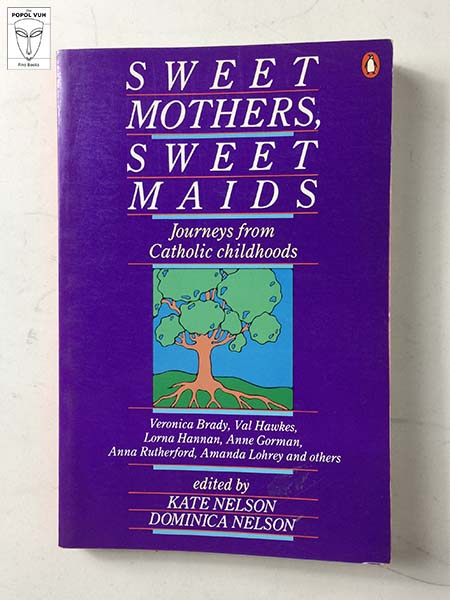 The
POPOL VUH
Find Books
SWEET
MOTHERS,
SWEET
MAIDS
Journeys from
Catholic childhoods
Veronica Brady, Val Hawkes,
Lorna Hannan, Anne Gorman,
Anna Rutherford, Amanda Lohrey and others
edited by
KATE NELSON
DOMINICA NELSON